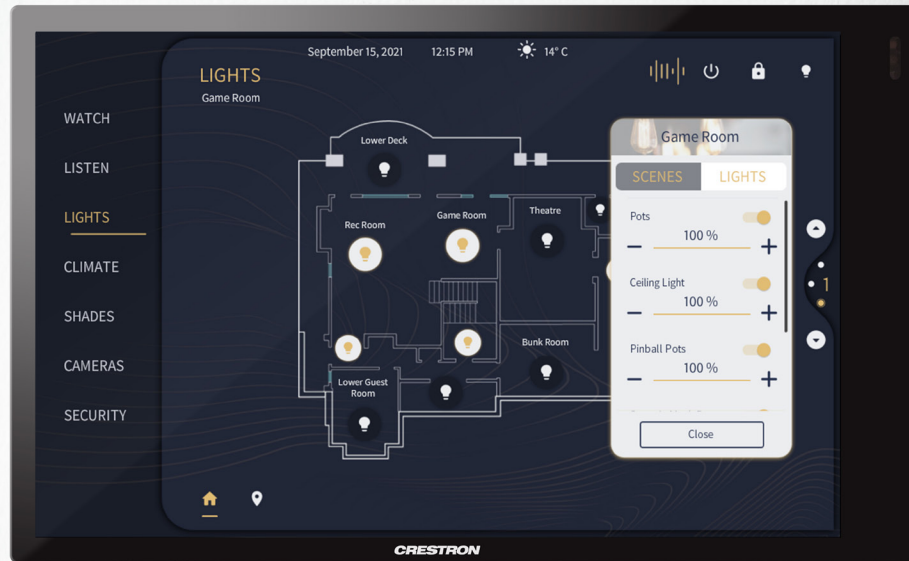 September 15, 2021 12:15 PM 14° C
LIGHTS
Game Room
WATCH
LISTEN
LIGHTS
CLIMATE
SHADES
CAMERAS
SECURITY
Lower Deck
Rec Room
Game Room
Theatre
Bunk Room
Lower Guest
Room
Game Room
SCENES LIGHTS
Pots
100 %
Ceiling Light
100 %
Pinball Pots
100 %
Close
1
CRESTRON